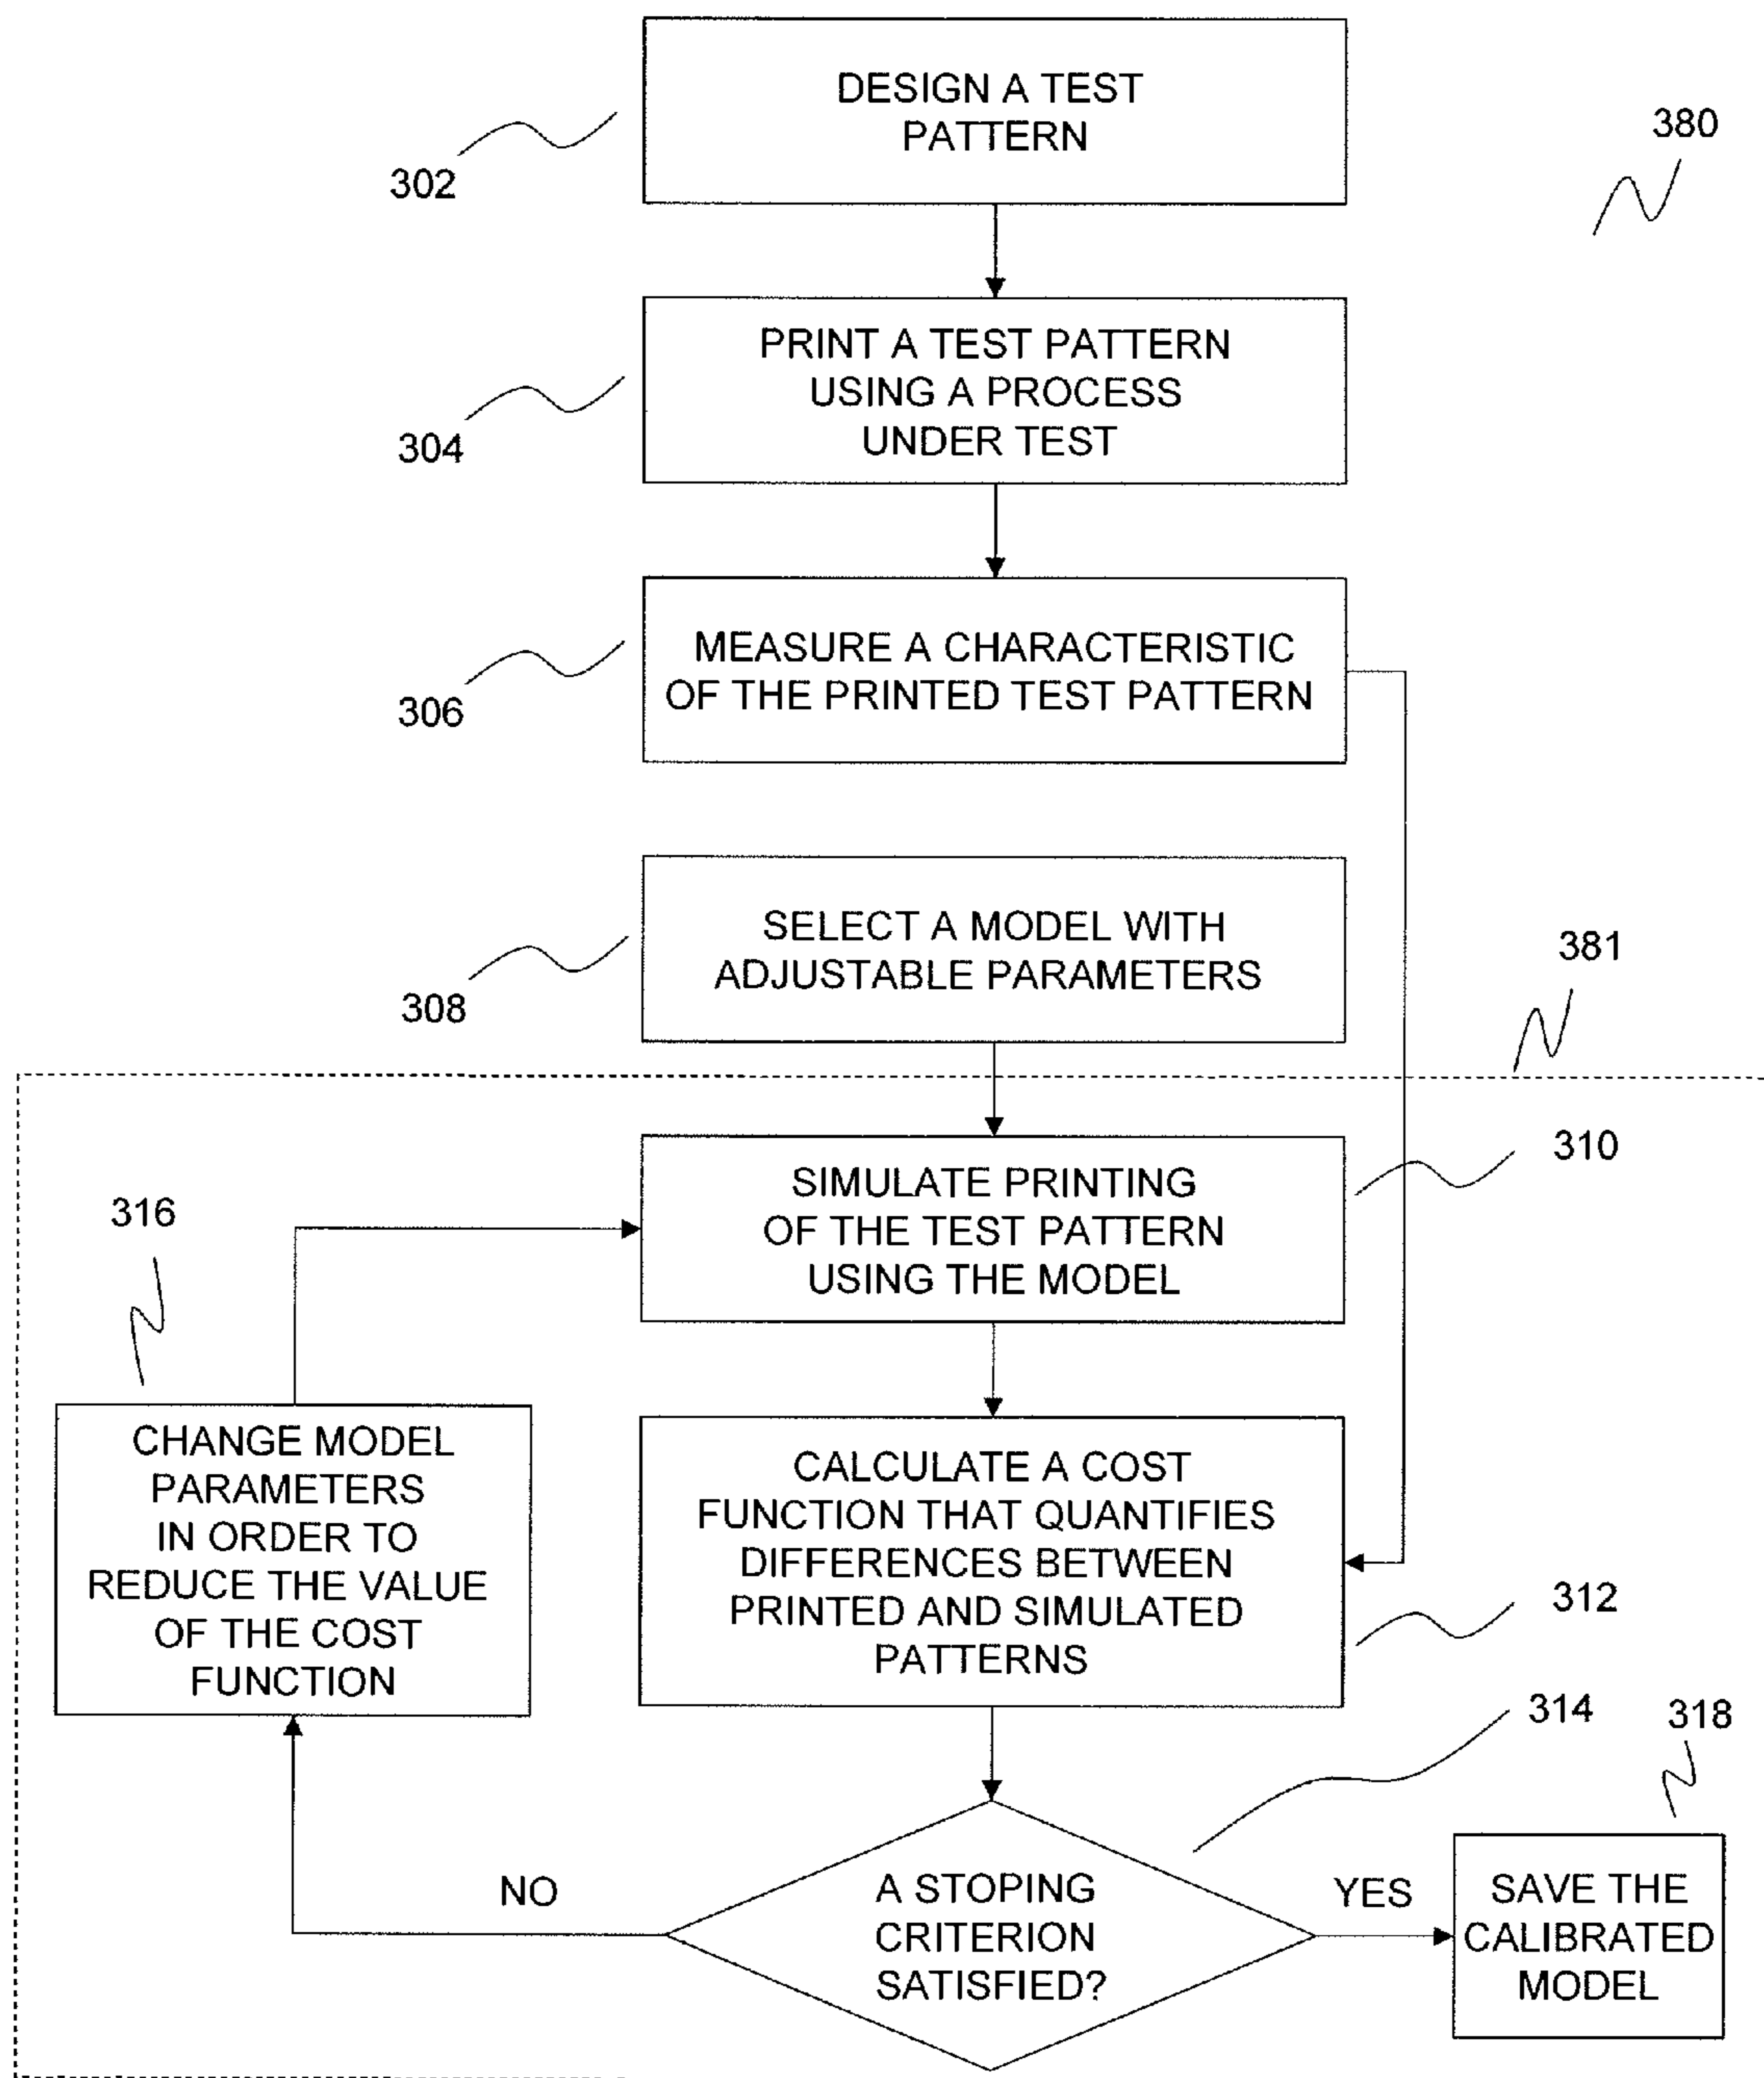 DESIGN A TEST
PATTERN
302
380
PRINT A TEST PATTERN
USING A PROCESS
UNDER TEST
304
MEASURE A CHARACTERISTIC
OF THE PRINTED TEST PATTERN
306
SELECT A MODEL WITH
ADJUSTABLE PARAMETERS
308
381
SIMULATE PRINTING
OF THE TEST PATTERN
USING THE MODEL
310
316
CHANGE MODEL
PARAMETERS
IN ORDER TO
REDUCE THE VALUE
OF THE COST
FUNCTION
CALCULATE A COST
FUNCTION THAT QUANTIFIES
DIFFERENCES BETWEEN
PRINTED AND SIMULATED
PATTERNS
312
314
318
NO
A STOPING
CRITERION
SATISFIED?
YES
SAVE THE
CALIBRATED
MODEL